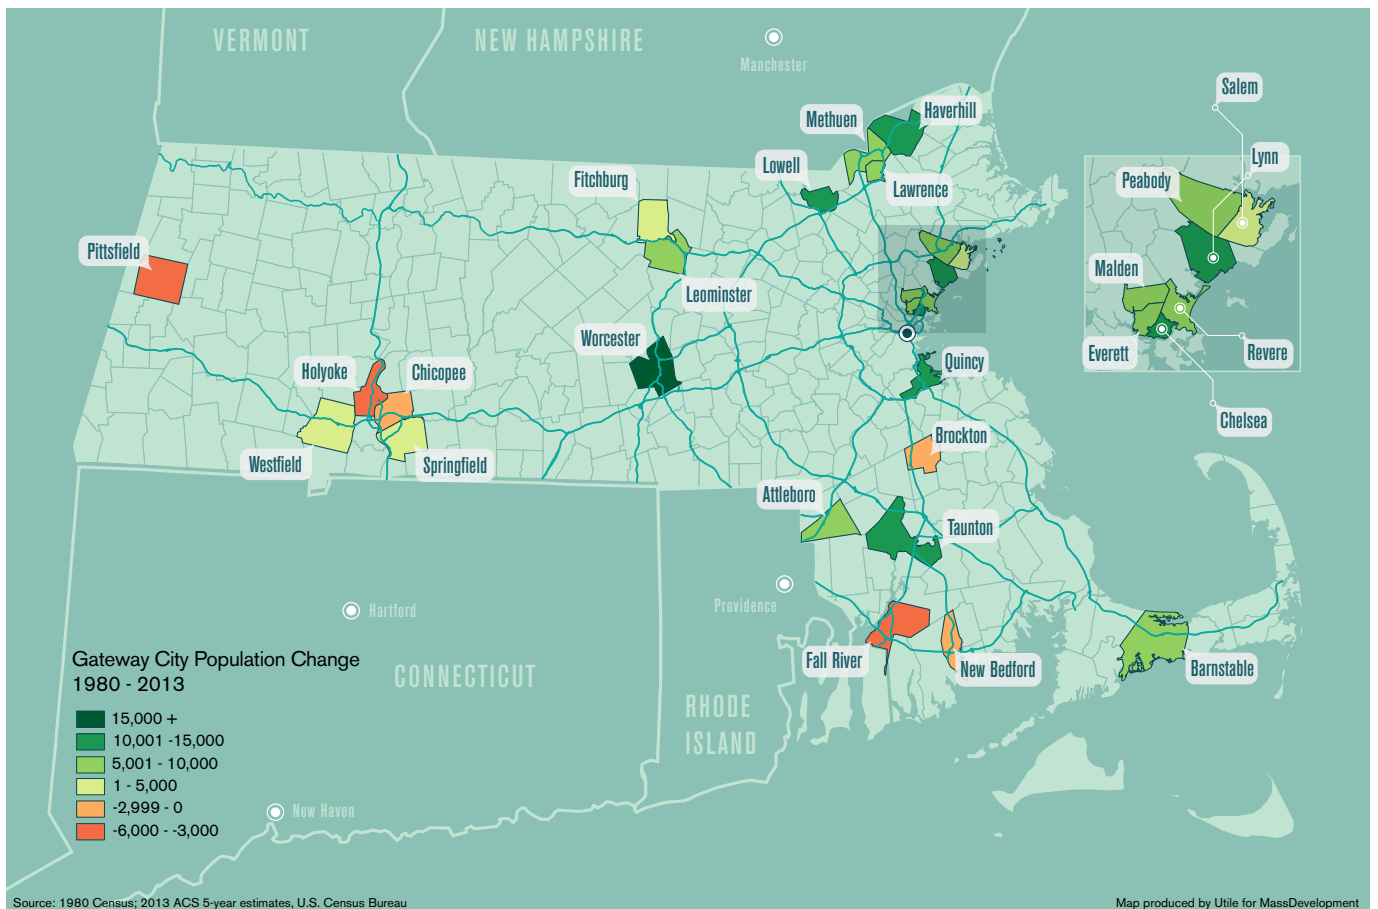 VERMONT
NEW HAMPSHIRE
Manchester
Salem
Haverhill
Methuen
Lynn
Lowell
Fitchburg
Lawrence
Peabody
Pittsfield
Malden
Leominster
Worcester
Everett
Revere
Quincy
Holyoke
Chicopee
Chelsea
Brockton
Westfield
Springfield
Attleboro
Taunton
Providence
Hartford
Fall River
New Bedford
Barnstable
CONNECTICUT
RHODE
ISLAND
Gateway City Population Change
1980 - 2013
15,000 +
10,001 -15,000
5,001 - 10,000
1 - 5,000
-2,999 - 0
-6,000 - -3,000
New Haven
Source: 1980 Census; 2013 ACS 5-year estimates, U.S. Census Bureau
Map produced by Utile for MassDevelopment